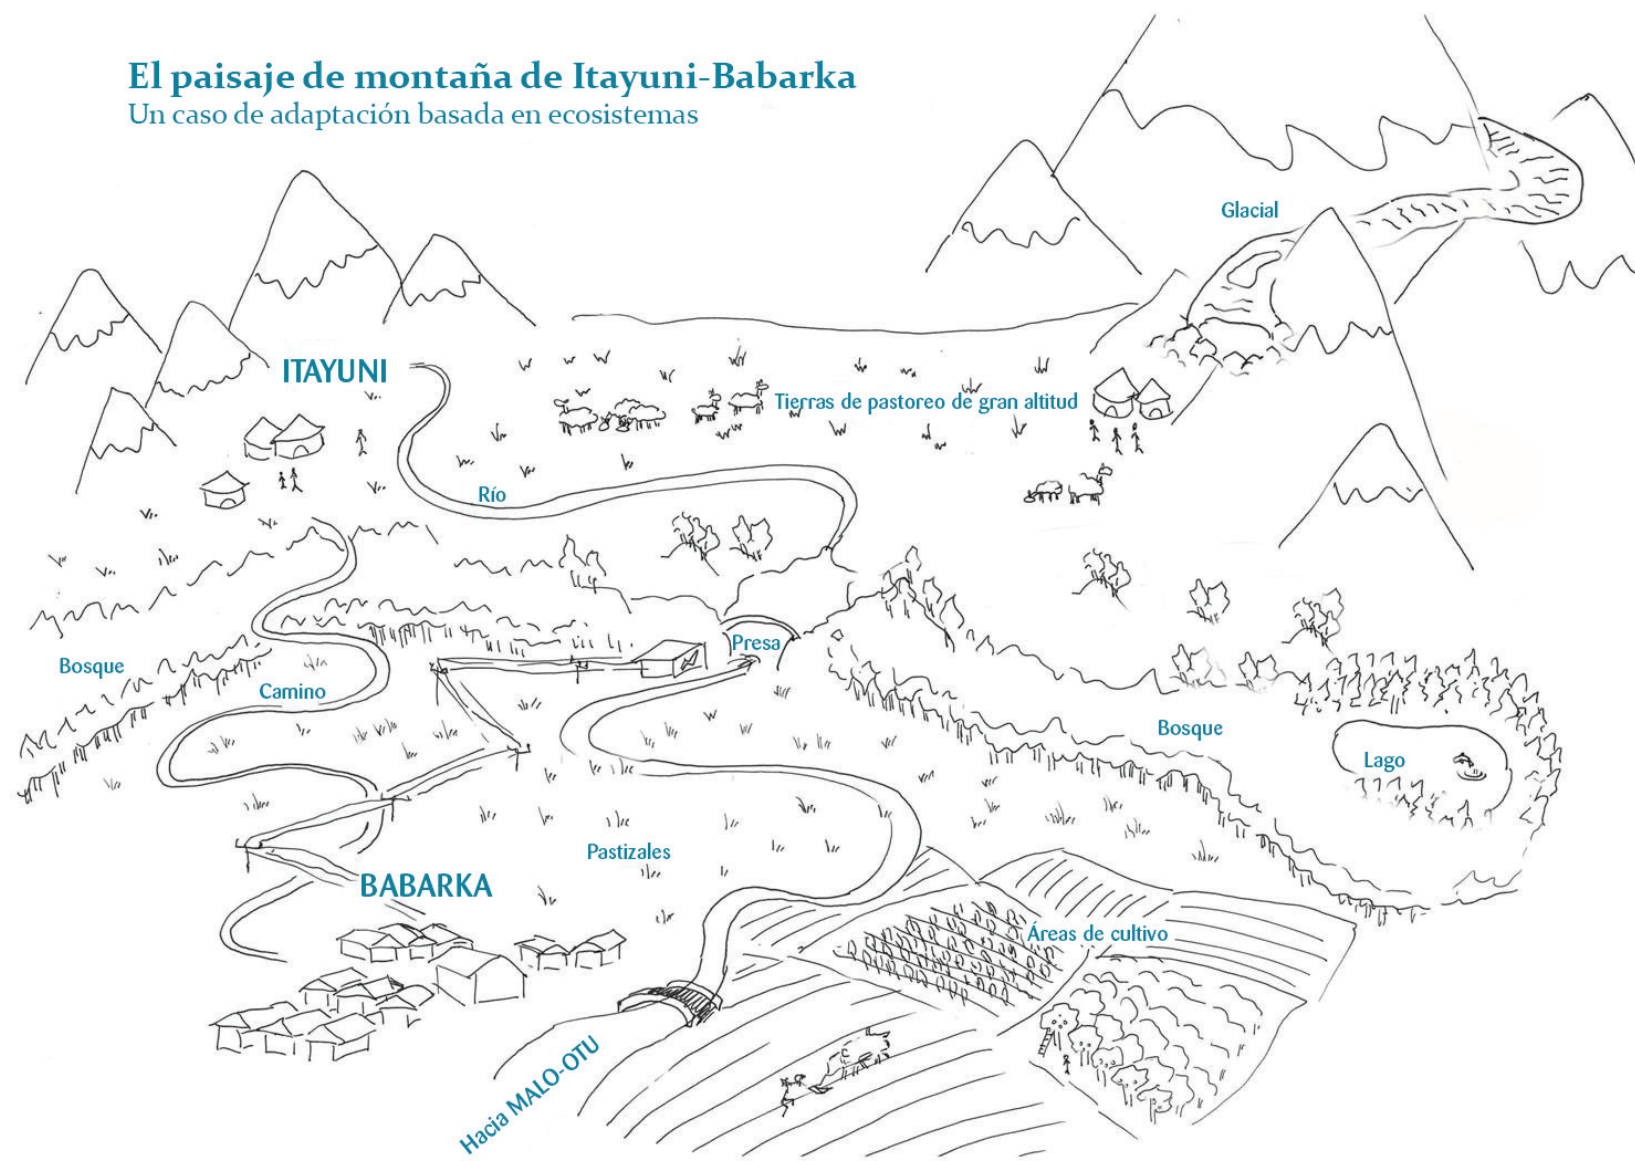 El paisaje de montaña de Itayuni-Babarka
Un caso de adaptación basada en ecosistemas
Glacial
ITAYUNI
Tierras de pastoreo de gran altitud
Río
Presa
Bosque
Camino
Bosque
Lago
Pastizales
BABARKA
Áreas de cultivo
Hacia MALO-OTU